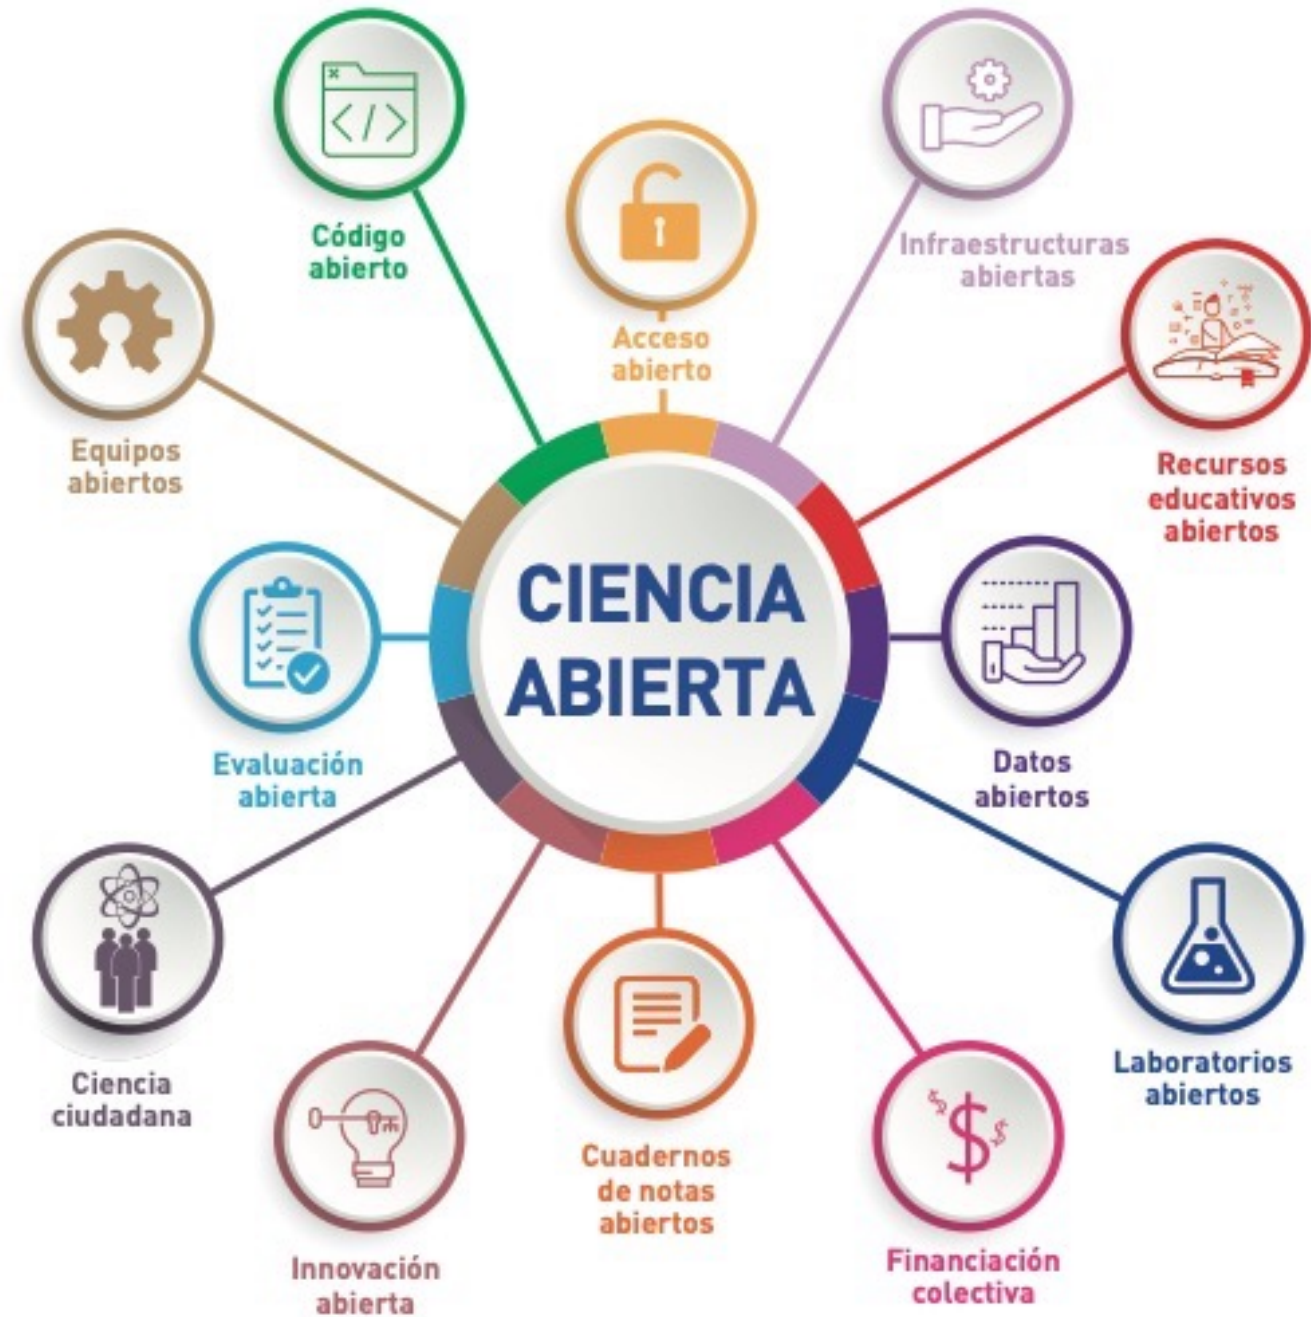 Código
abierto
Acceso
abierto
Infraestructuras
abiertas
Equipos
abiertos
Recursos
educativos
abiertos
CIENCIA
ABIERTA
Evaluación
abierta
Datos
abiertos
Ciencia
ciudadana
Laboratorios
abiertos
Cuadernos
de notas
abiertos
Innovación
abierta
Financiación
colectiva